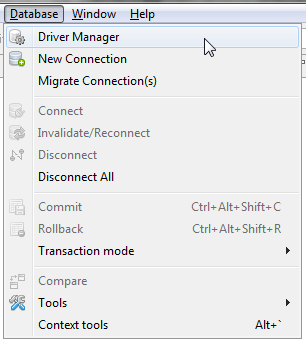 Database Window Help
Driver Manager
New Connection
Migrate Connection(s)
Connect
Invalidate/Reconnect
Disconnect
Disconnect All
Commit Ctrl+Alt+Shift+C
Rollback Ctrl+Alt+Shift+R
Transaction mode
Compare
Tools
Context tools Alt+`